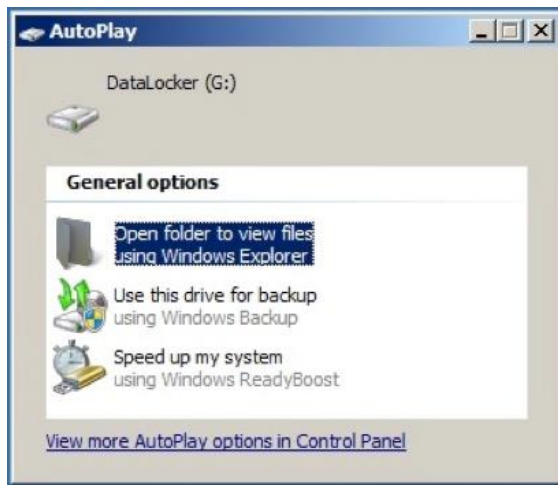 AutoPlay
DataLocker (G:)
General options
Open folder to view files
using Windows Explorer
Use this drive for backup
using Windows Backup
Speed up my system
using Windows ReadyBoost
View more AutoPlay options in Control Panel